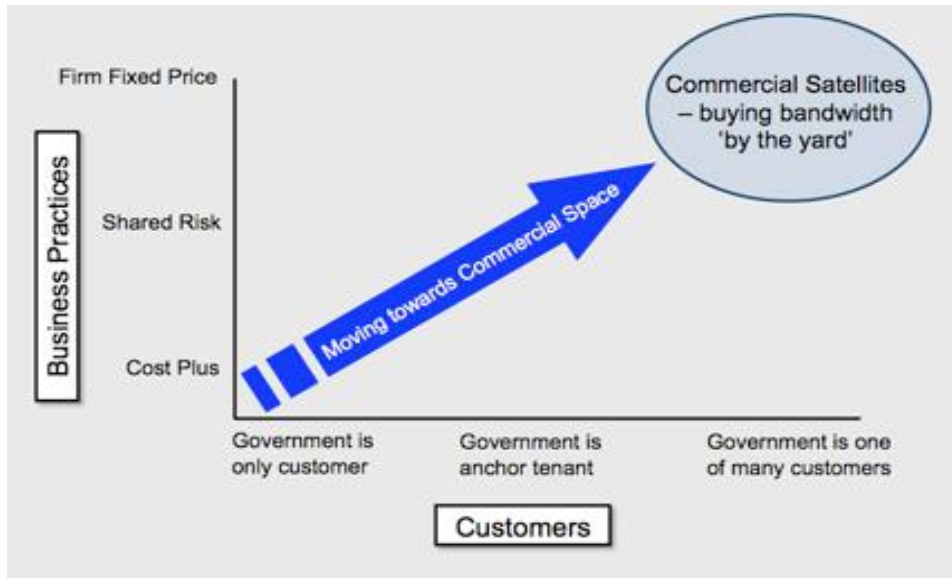 Firm Fixed Price
Commercial Satellites
– buying bandwidth
‘by the yard’
Business Practices
Shared Risk
Moving towards Commercial Space
Cost Plus
Government is
only customer
Government is
anchor tenant
Government is one
of many customers
Customers